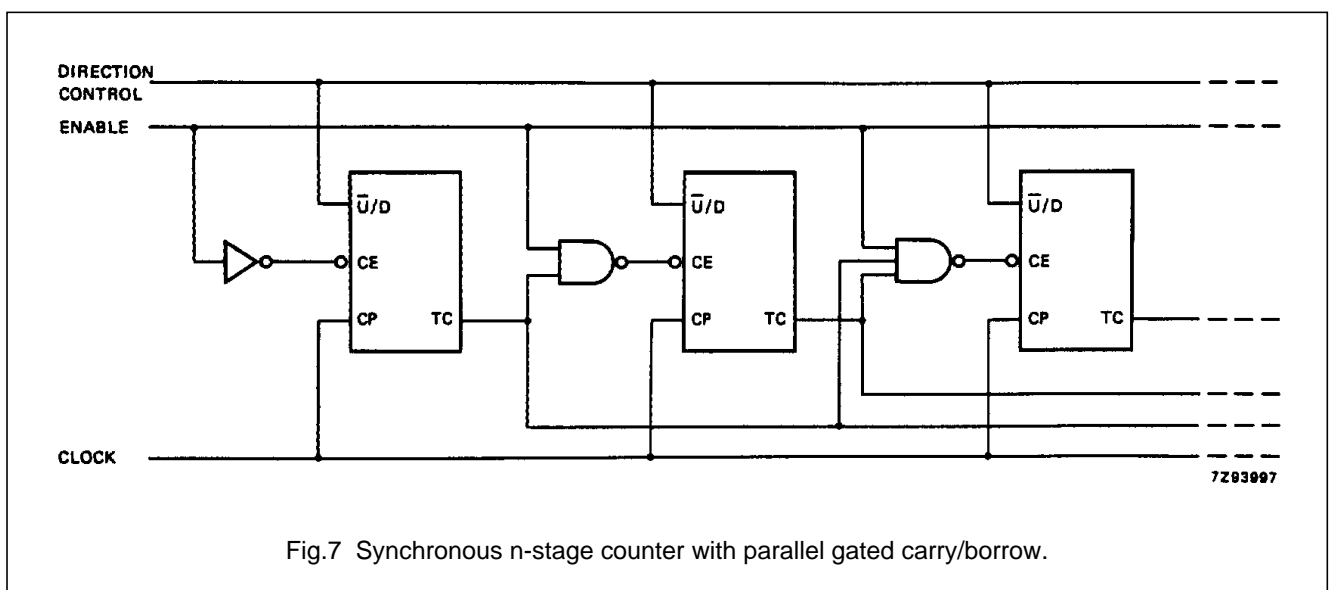 DIRECTION
CONTROL
ENABLE
U̅/D
U̅/D
U̅/D
CE
CE
CE
CP
TC
CP
TC
CP
TC
CLOCK
7Z93997
Fig.7 Synchronous n-stage counter with parallel gated carry/borrow.